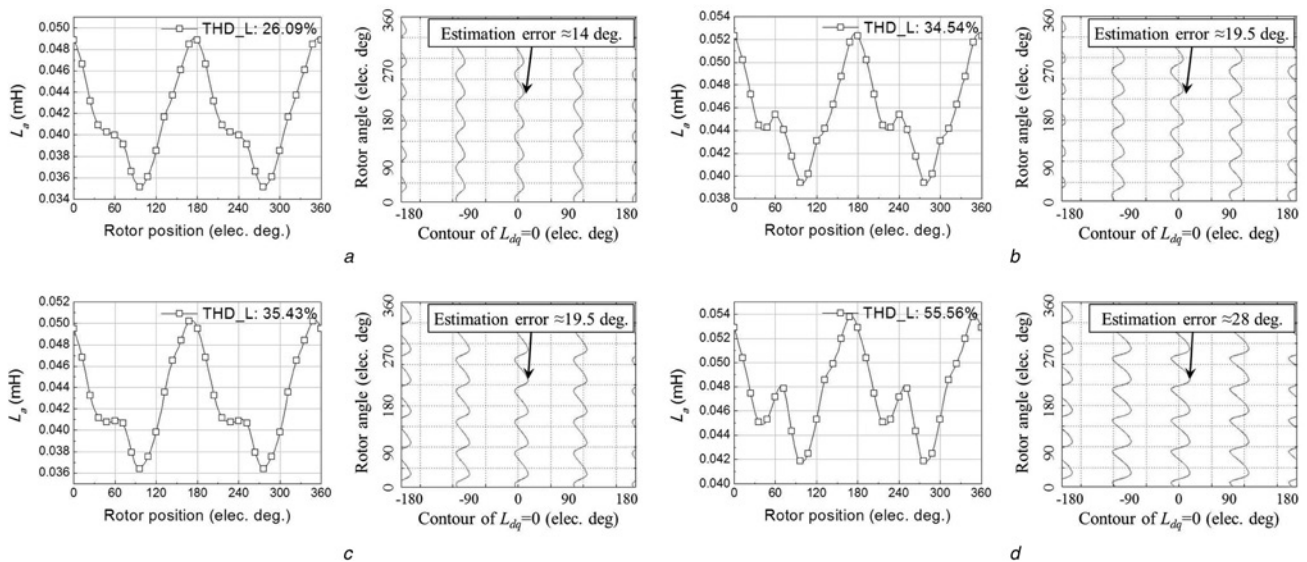 0.050
0.048
0.046
0.044
0.042
0.040
0.038
0.036
0.034
L_a (mH)
THD_L: 26.09%
0 60 120 180 240 300 360
Rotor position (elec. deg.)
Rotor angle (elec. deg)
360
270
180
90
0
Estimation error ≈14 deg.
-180 -90 0 90 180
Contour of L_dq=0 (elec. deg)
a
0.054
0.052
0.050
0.048
0.046
0.044
0.042
0.040
0.038
L_a (mH)
THD_L: 34.54%
0 60 120 180 240 300 360
Rotor position (elec. deg.)
Rotor angle (elec. deg)
360
270
180
90
0
Estimation error ≈19.5 deg.
-180 -90 0 90 180
Contour of L_dq=0 (elec. deg)
b
0.052
0.050
0.048
0.046
0.044
0.042
0.040
0.038
0.036
L_a (mH)
THD_L: 35.43%
0 60 120 180 240 300 360
Rotor position (elec. deg.)
Rotor angle (elec. deg)
360
270
180
90
0
Estimation error ≈19.5 deg.
-180 -90 0 90 180
Contour of L_dq=0 (elec. deg)
c
0.054
0.052
0.050
0.048
0.046
0.044
0.042
0.040
L_a (mH)
THD_L: 55.56%
0 60 120 180 240 300 360
Rotor position (elec. deg.)
Rotor angle (elec. deg)
360
270
180
90
0
Estimation error ≈28 deg.
-180 -90 0 90 180
Contour of L_dq=0 (elec. deg)
d